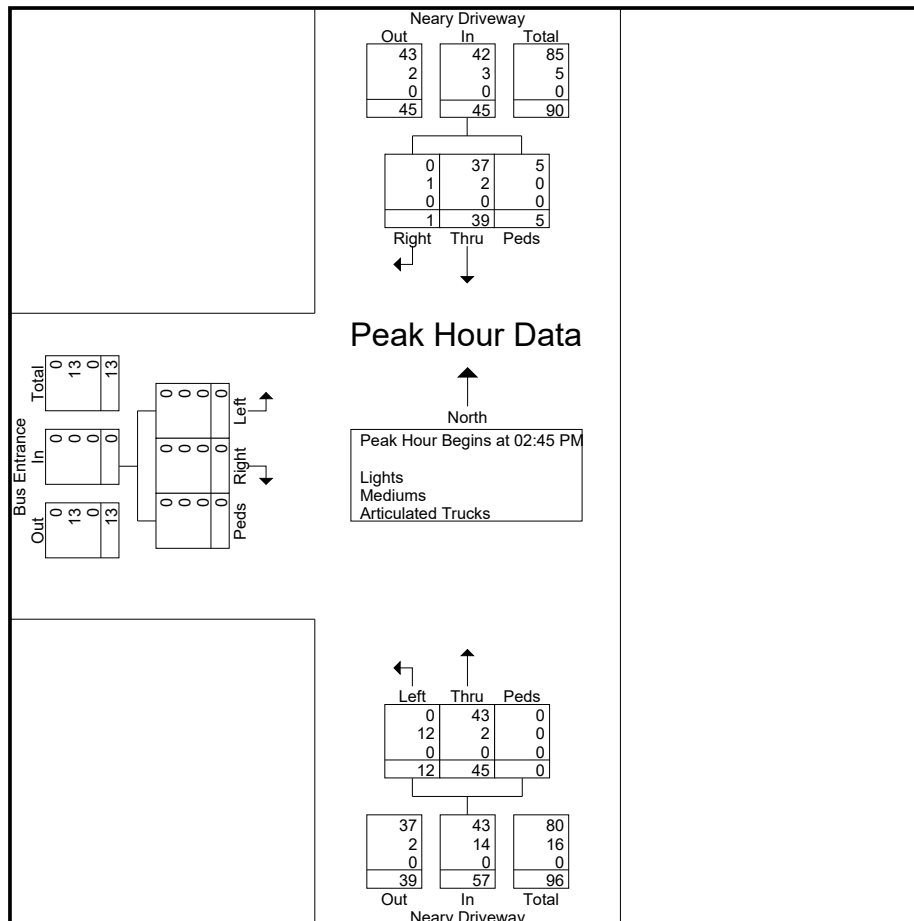 Neary Driveway
Out In Total
43 42 85
2 3 5
0 0 0
45 45 90
0 37 5
1 2 0
0 0 0
1 39 5
Right Thru Peds
Peak Hour Data
North
Peak Hour Begins at 02:45 PM
Lights
Mediums
Articulated Trucks
Bus Entrance
Out In Total
0 0 0
13 0 13
0 0 0
13 0 13
0 0 0
0 0 0
0 0 0
0 0 0
Peds Right Left
Left Thru Peds
0 43 0
12 2 0
0 0 0
12 45 0
37 43 80
2 14 16
0 0 0
39 57 96
Out In Total
Neary Driveway